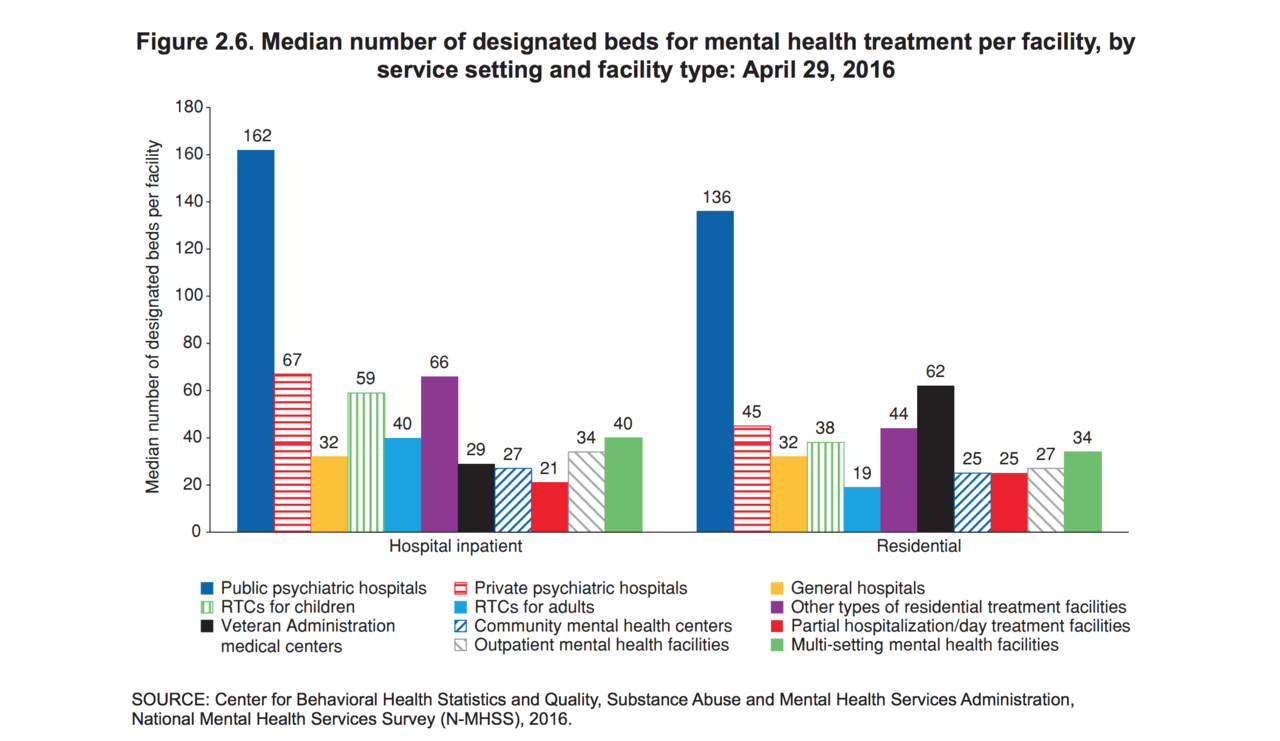 Figure 2.6. Median number of designated beds for mental health treatment per facility, by
service setting and facility type: April 29, 2016
Median number of designated beds per facility
180
160
140
120
100
80
60
40
20
0
162
67
32
59
40
66
29
27
21
34
40
136
45
32
38
19
44
62
25
25
27
34
Hospital inpatient
Residential
Public psychiatric hospitals
Private psychiatric hospitals
General hospitals
RTCs for children
RTCs for adults
Other types of residential treatment facilities
Veteran Administration
medical centers
Community mental health centers
Partial hospitalization/day treatment facilities
Outpatient mental health facilities
Multi-setting mental health facilities
SOURCE: Center for Behavioral Health Statistics and Quality, Substance Abuse and Mental Health Services Administration,
National Mental Health Services Survey (N-MHSS), 2016.